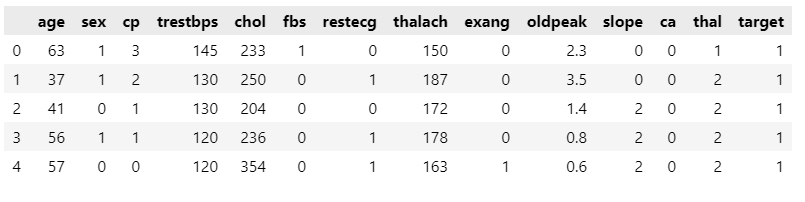 age sex cp trestbps chol fbs restecg thalach exang oldpeak slope ca thal target
0 63 1 3 145 233 1 0 150 0 2.3 0 0 1 1
1 37 1 2 130 250 0 1 187 0 3.5 0 0 2 1
2 41 0 1 130 204 0 0 172 0 1.4 2 0 2 1
3 56 1 1 120 236 0 1 178 0 0.8 2 0 2 1
4 57 0 0 120 354 0 1 163 1 0.6 2 0 2 1